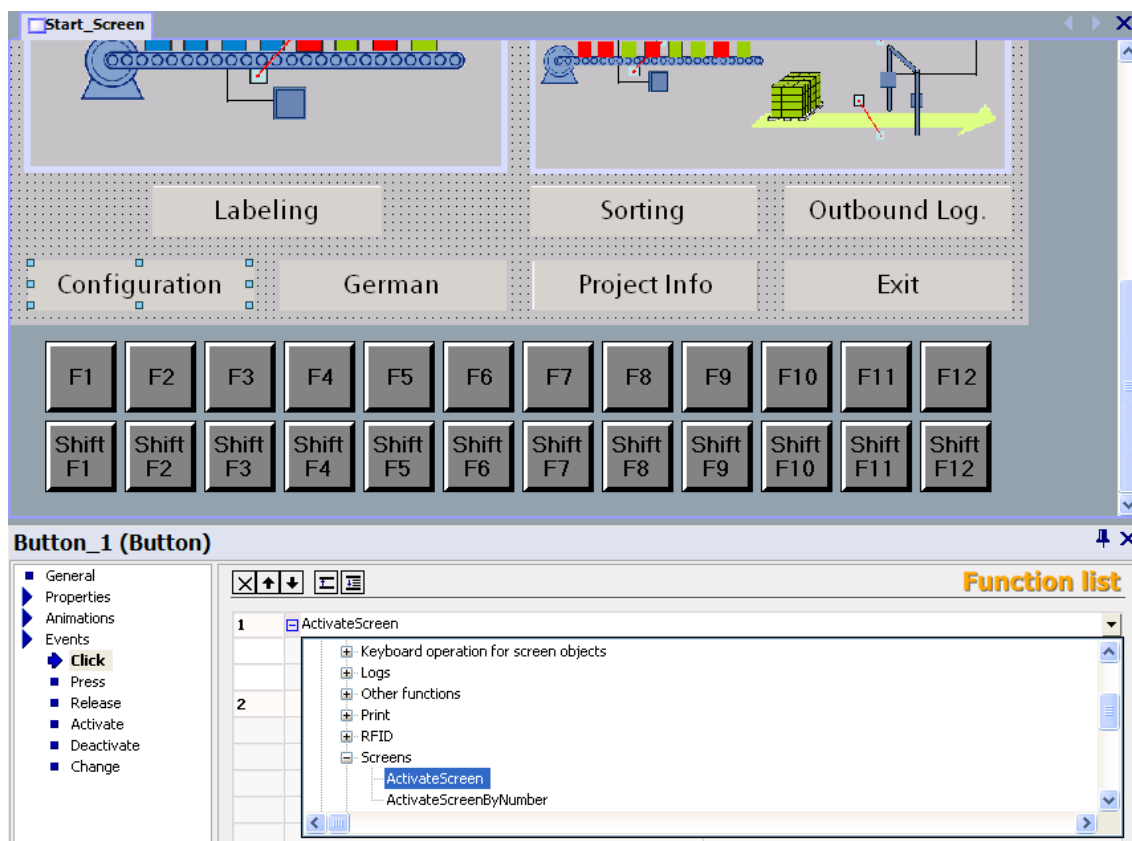 Start_Screen
Labeling Sorting Outbound Log.
Configuration German Project Info Exit
F1 F2 F3 F4 F5 F6 F7 F8 F9 F10 F11 F12
Shift F1 Shift F2 Shift F3 Shift F4 Shift F5 Shift F6 Shift F7 Shift F8 Shift F9 Shift F10 Shift F11 Shift F12
Button_1 (Button)
General
Properties
Animations
Events
Click
Press
Release
Activate
Deactivate
Change
Function list
1 ActivateScreen
Keyboard operation for screen objects
Logs
2 Other functions
Print
RFID
Screens
ActivateScreen
ActivateScreenByNumber